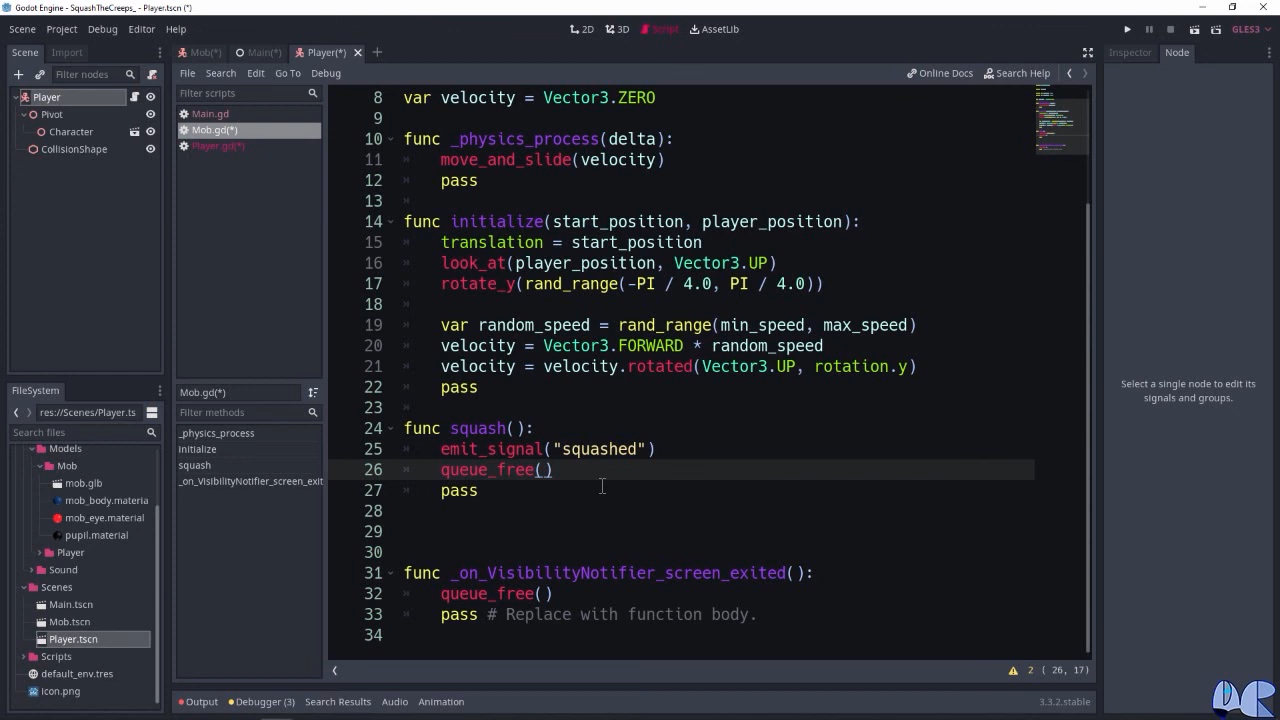 Godot Engine - SquashTheCreeps_ - Player.tscn (*)
Scene Project Debug Editor Help
2D 3D Script AssetLib
GLES3
Scene Import
Mob(*) Main(*) Player(*)
Inspector Node
Filter nodes
File Search Edit Go To Debug
Online Docs Search Help
Player
Pivot
Character
CollisionShape
Filter scripts
Main.gd
Mob.gd(*)
Player.gd(*)
8 var velocity = Vector3.ZERO
9
10 func _physics_process(delta):
11 move_and_slide(velocity)
12 pass
13
14 func initialize(start_position, player_position):
15 translation = start_position
16 look_at(player_position, Vector3.UP)
17 rotate_y(rand_range(-PI / 4.0, PI / 4.0))
18
19 var random_speed = rand_range(min_speed, max_speed)
20 velocity = Vector3.FORWARD * random_speed
21 velocity = velocity.rotated(Vector3.UP, rotation.y)
22 pass
23
24 func squash():
25 emit_signal("squashed")
26 queue_free()
27 pass
28
29
30
31 func _on_VisibilityNotifier_screen_exited():
32 queue_free()
33 pass # Replace with function body.
34
Select a single node to edit its
signals and groups.
FileSystem
res://Scenes/Player.ts
Search files
Models
Mob
mob.glb
mob_body.materia
mob_eye.material
pupil.material
Player
Sound
Scenes
Main.tscn
Mob.tscn
Player.tscn
Scripts
default_env.tres
icon.png
Mob.gd(*)
Filter methods
_physics_process
initialize
squash
_on_VisibilityNotifier_screen_exit
2 ( 26, 17)
Output Debugger (3) Search Results Audio Animation
3.3.2.stable